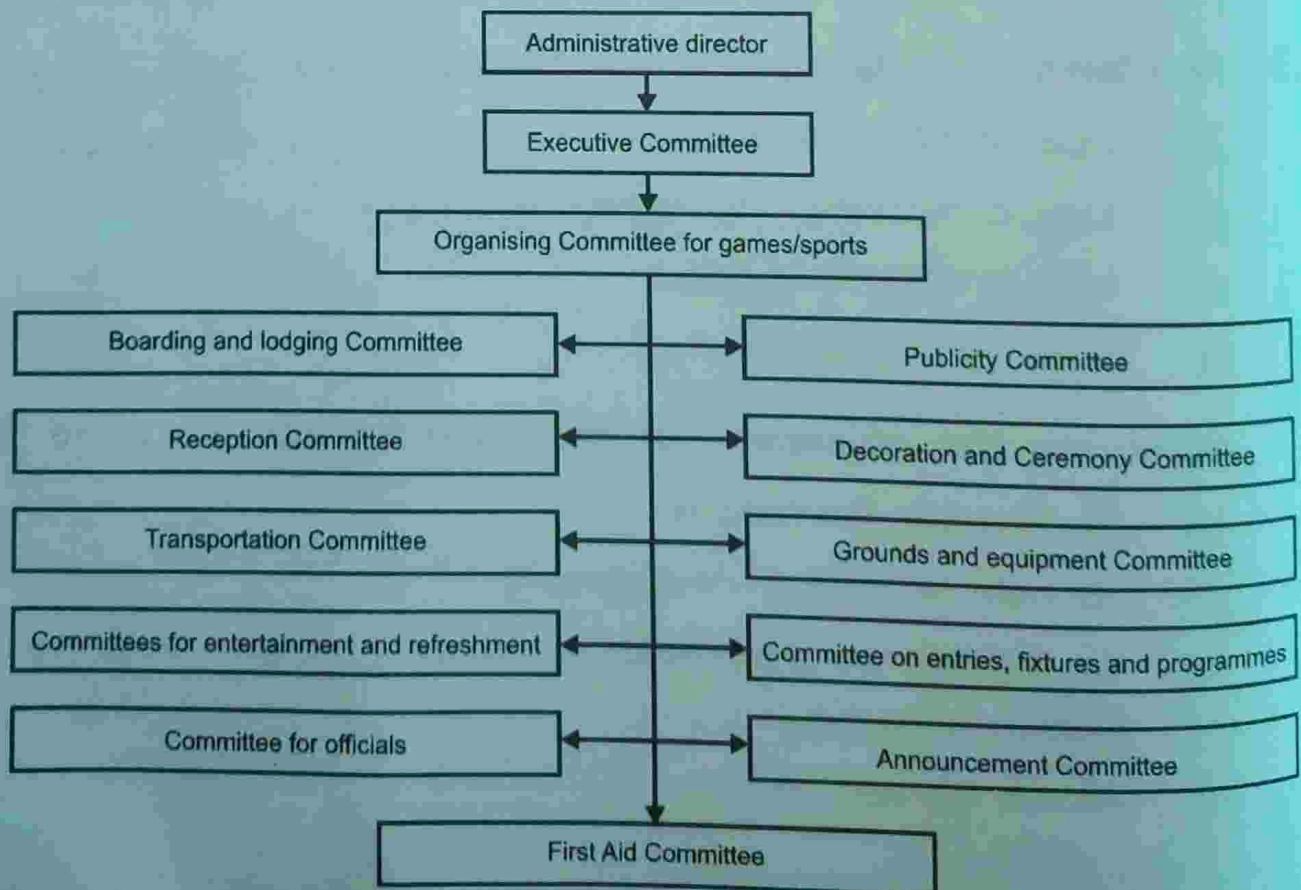 Administrative director
Executive Committee
Organising Committee for games/sports
Boarding and lodging Committee
Publicity Committee
Reception Committee
Decoration and Ceremony Committee
Transportation Committee
Grounds and equipment Committee
Committees for entertainment and refreshment
Committee on entries, fixtures and programmes
Committee for officials
Announcement Committee
First Aid Committee